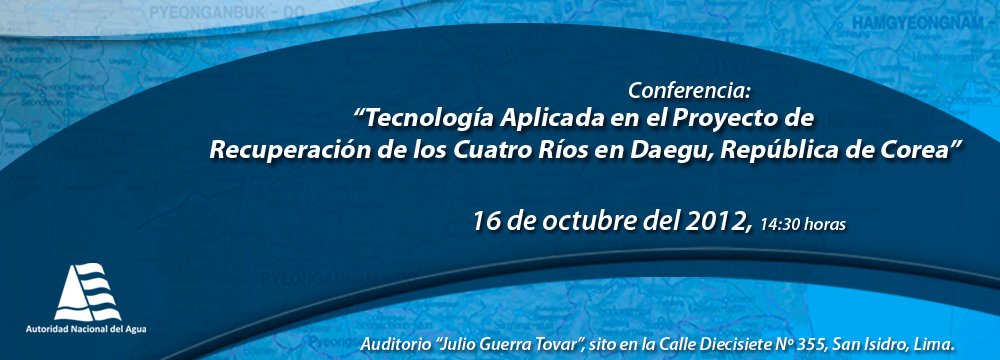 PYEONGANBUK - DO
HAMGYEONGNAM
Conferencia:
“Tecnología Aplicada en el Proyecto de
Recuperación de los Cuatro Ríos en Daegu, República de Corea”
16 de octubre del 2012, 14:30 horas
Autoridad Nacional del Agua
Auditorio “Julio Guerra Tovar”, sito en la Calle Diecisiete Nº 355, San Isidro, Lima.